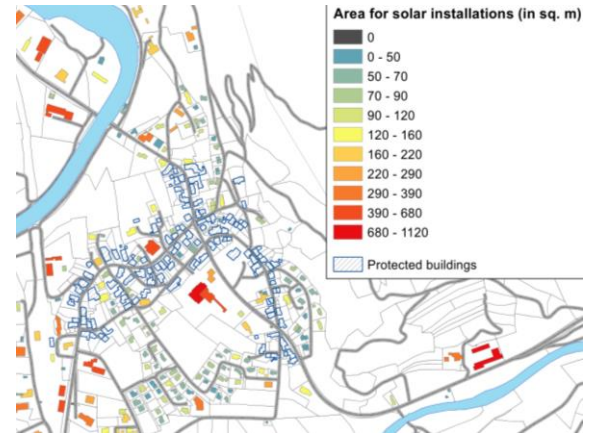 Area for solar installations (in sq. m)
0
0 - 50
50 - 70
70 - 90
90 - 120
120 - 160
160 - 220
220 - 290
290 - 390
390 - 680
680 - 1120
Protected buildings